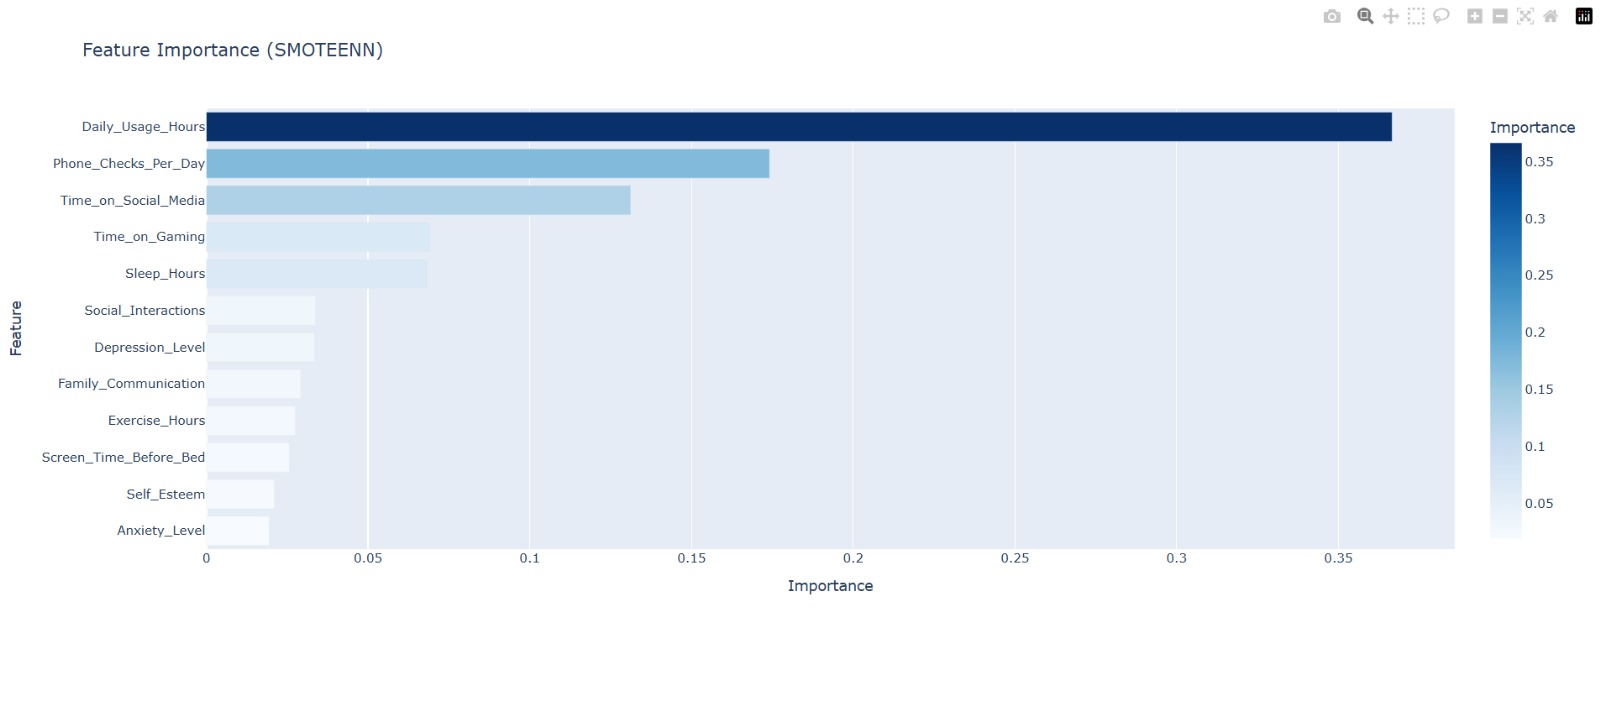 Feature Importance (SMOTEENN)
Daily_Usage_Hours
Phone_Checks_Per_Day
Time_on_Social_Media
Time_on_Gaming
Sleep_Hours
Social_Interactions
Depression_Level
Family_Communication
Exercise_Hours
Screen_Time_Before_Bed
Self_Esteem
Anxiety_Level
Feature
0 0.05 0.1 0.15 0.2 0.25 0.3 0.35
Importance
Importance
0.35
0.3
0.25
0.2
0.15
0.1
0.05